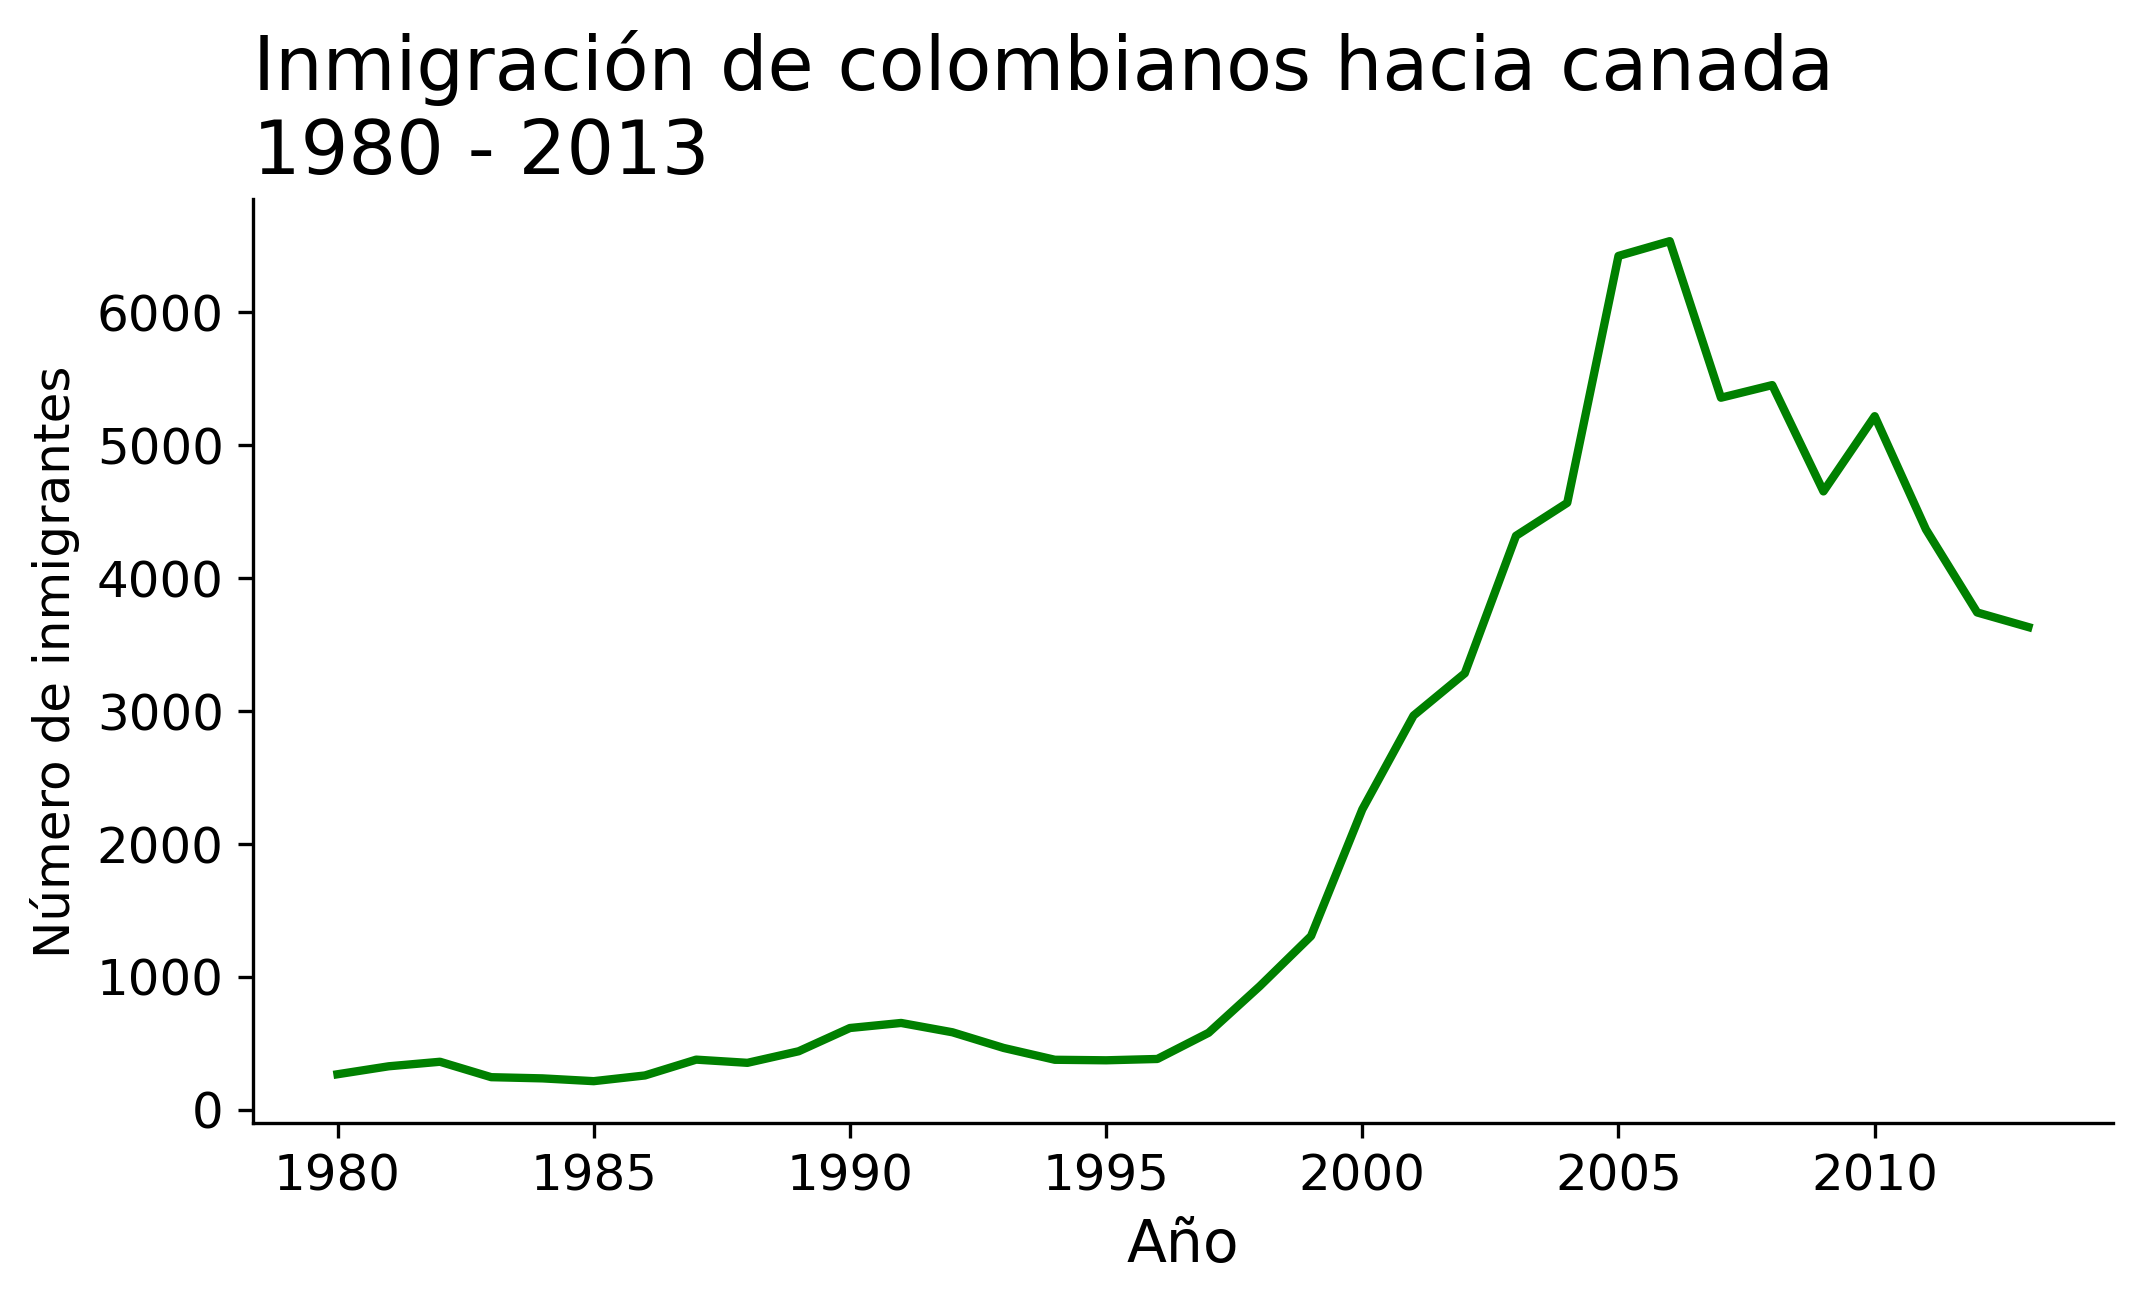 Inmigración de colombianos hacia canada
1980 - 2013
Número de inmigrantes
6000
5000
4000
3000
2000
1000
0
1980 1985 1990 1995 2000 2005 2010
Año